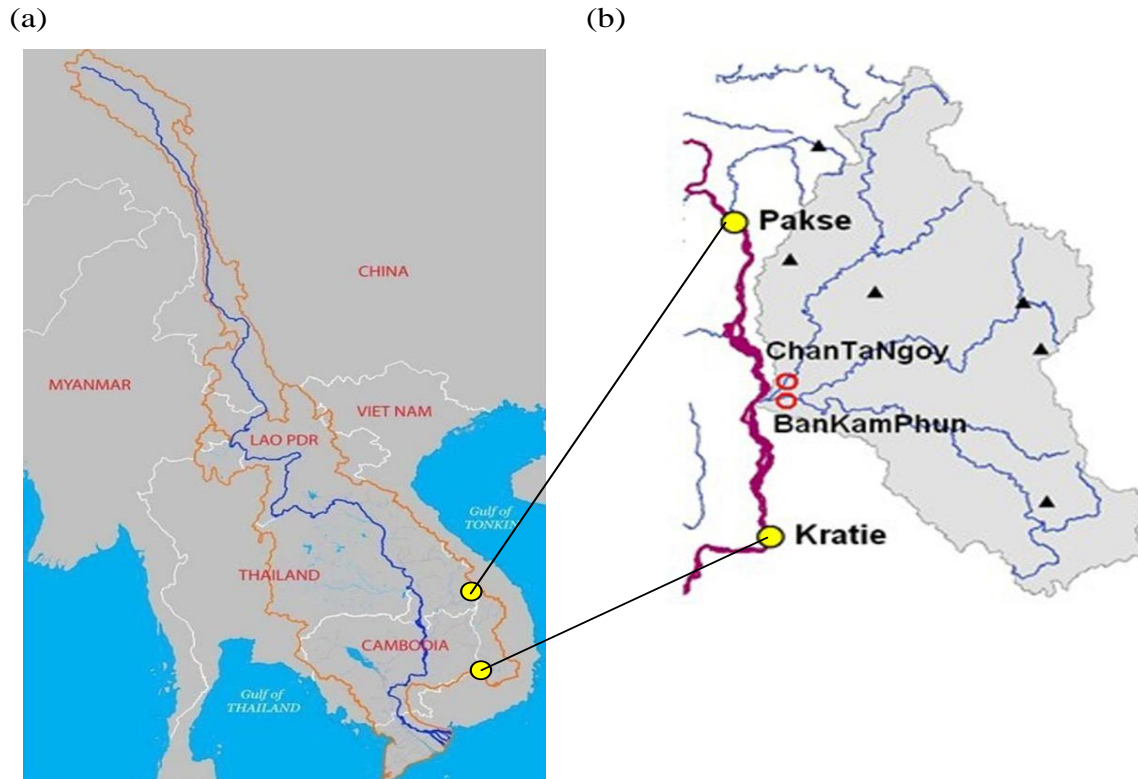 (a)
(b)
CHINA
MYANMAR
VIET NAM
LAO PDR
Gulf of
TONKIN
THAILAND
CAMBODIA
Gulf of
THAILAND
Pakse
ChanTaNgoy
BanKamPhun
Kratie